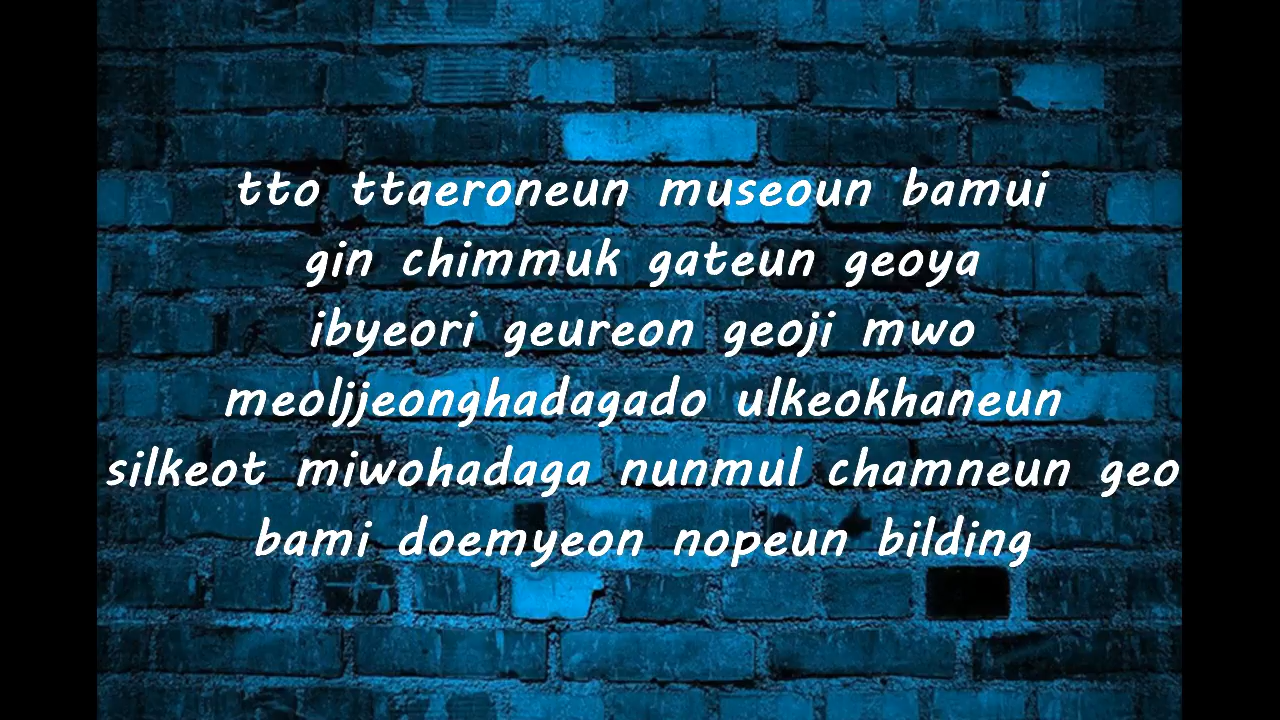 tto ttaeroneun museoun bamui
gin chimmuk gateun geoya
ibyeori geureon geoji mwo
meoljjeonghadagado ulkeokhaneun
silkeot miwohadaga nunmul chamneun geo
bami doemyeon nopeun bilding